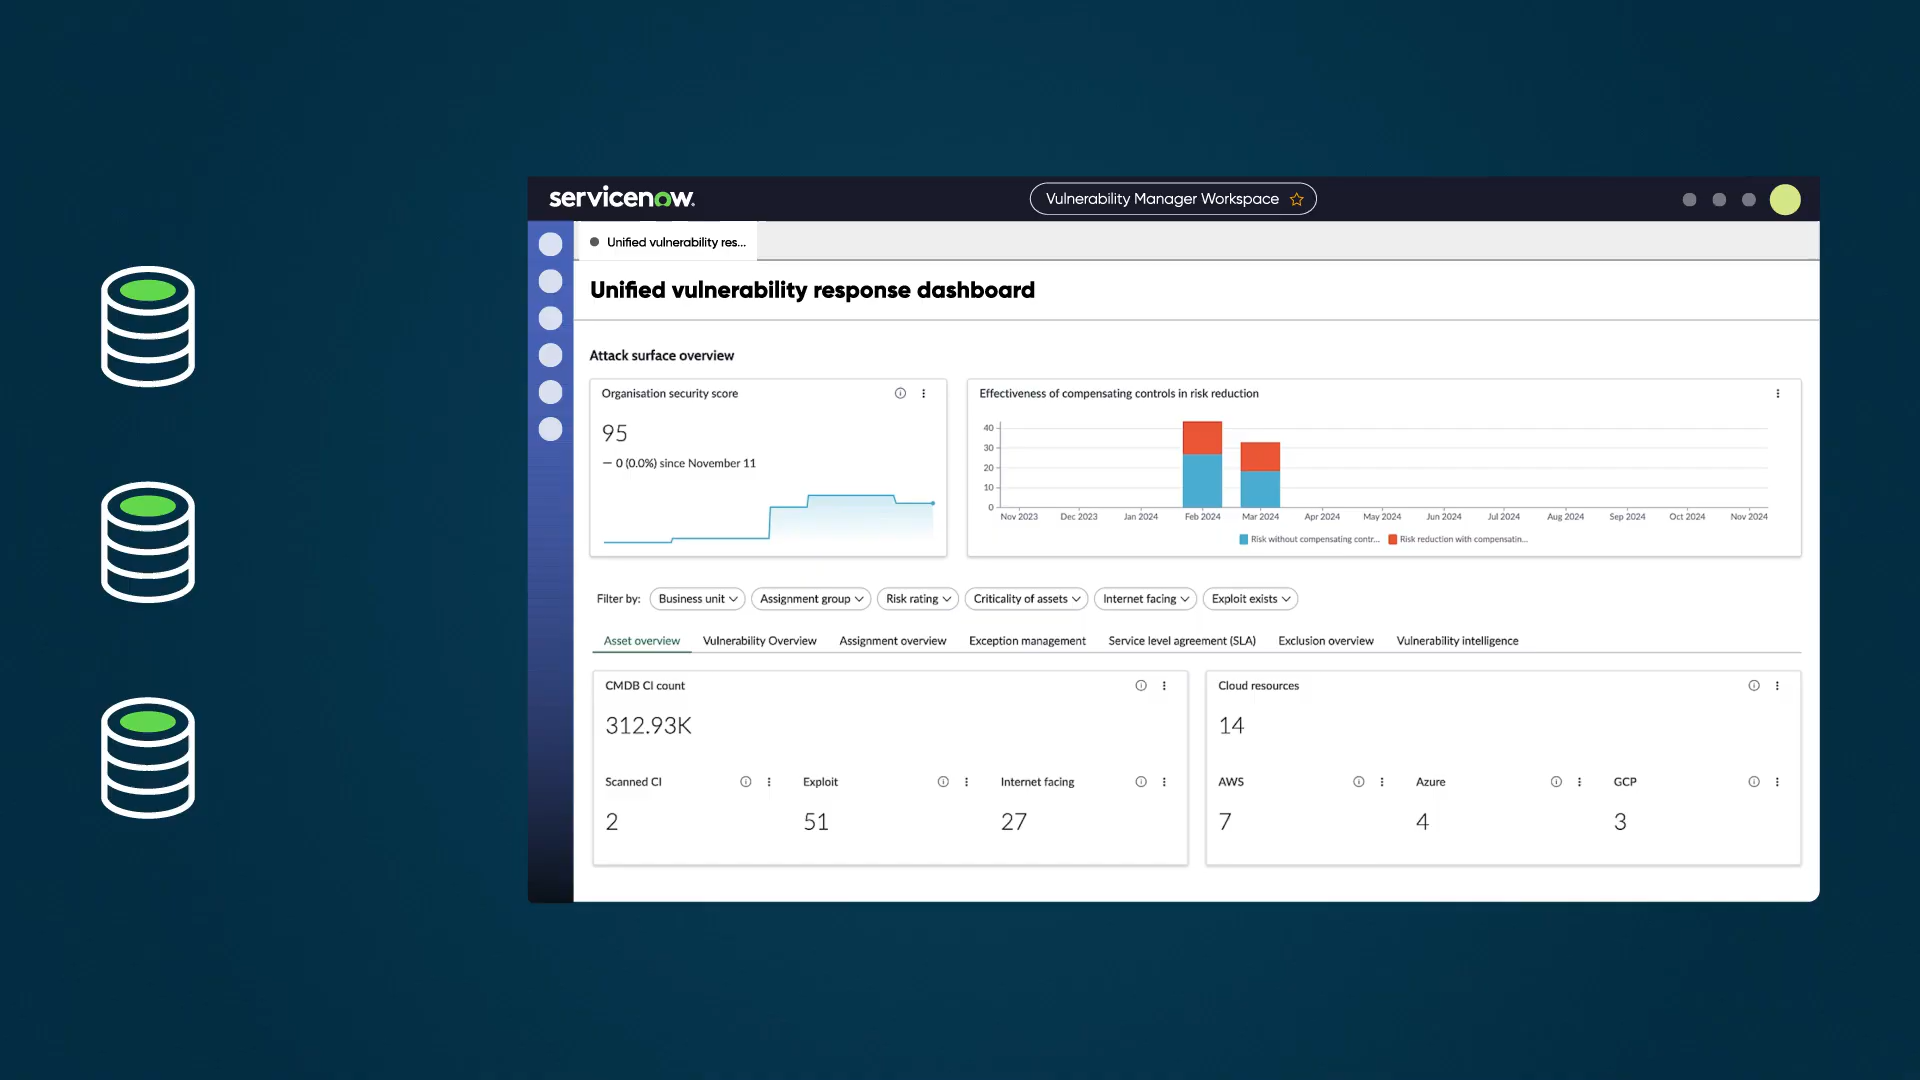 servicenow.
Vulnerability Manager Workspace
Unified vulnerability res...
Unified vulnerability response dashboard
Attack surface overview
Organisation security score
95
— 0 (0.0%) since November 11
Effectiveness of compensating controls in risk reduction
40
30
20
10
0
Nov 2023 Dec 2023 Jan 2024 Feb 2024 Mar 2024 Apr 2024 May 2024 Jun 2024 Jul 2024 Aug 2024 Sep 2024 Oct 2024 Nov 2024
Risk without compensating contr... Risk reduction with compensatin...
Filter by: Business unit Assignment group Risk rating Criticality of assets Internet facing Exploit exists
Asset overview Vulnerability Overview Assignment overview Exception management Service level agreement (SLA) Exclusion overview Vulnerability intelligence
CMDB CI count
312.93K
Scanned CI Exploit Internet facing
2 51 27
Cloud resources
14
AWS Azure GCP
7 4 3